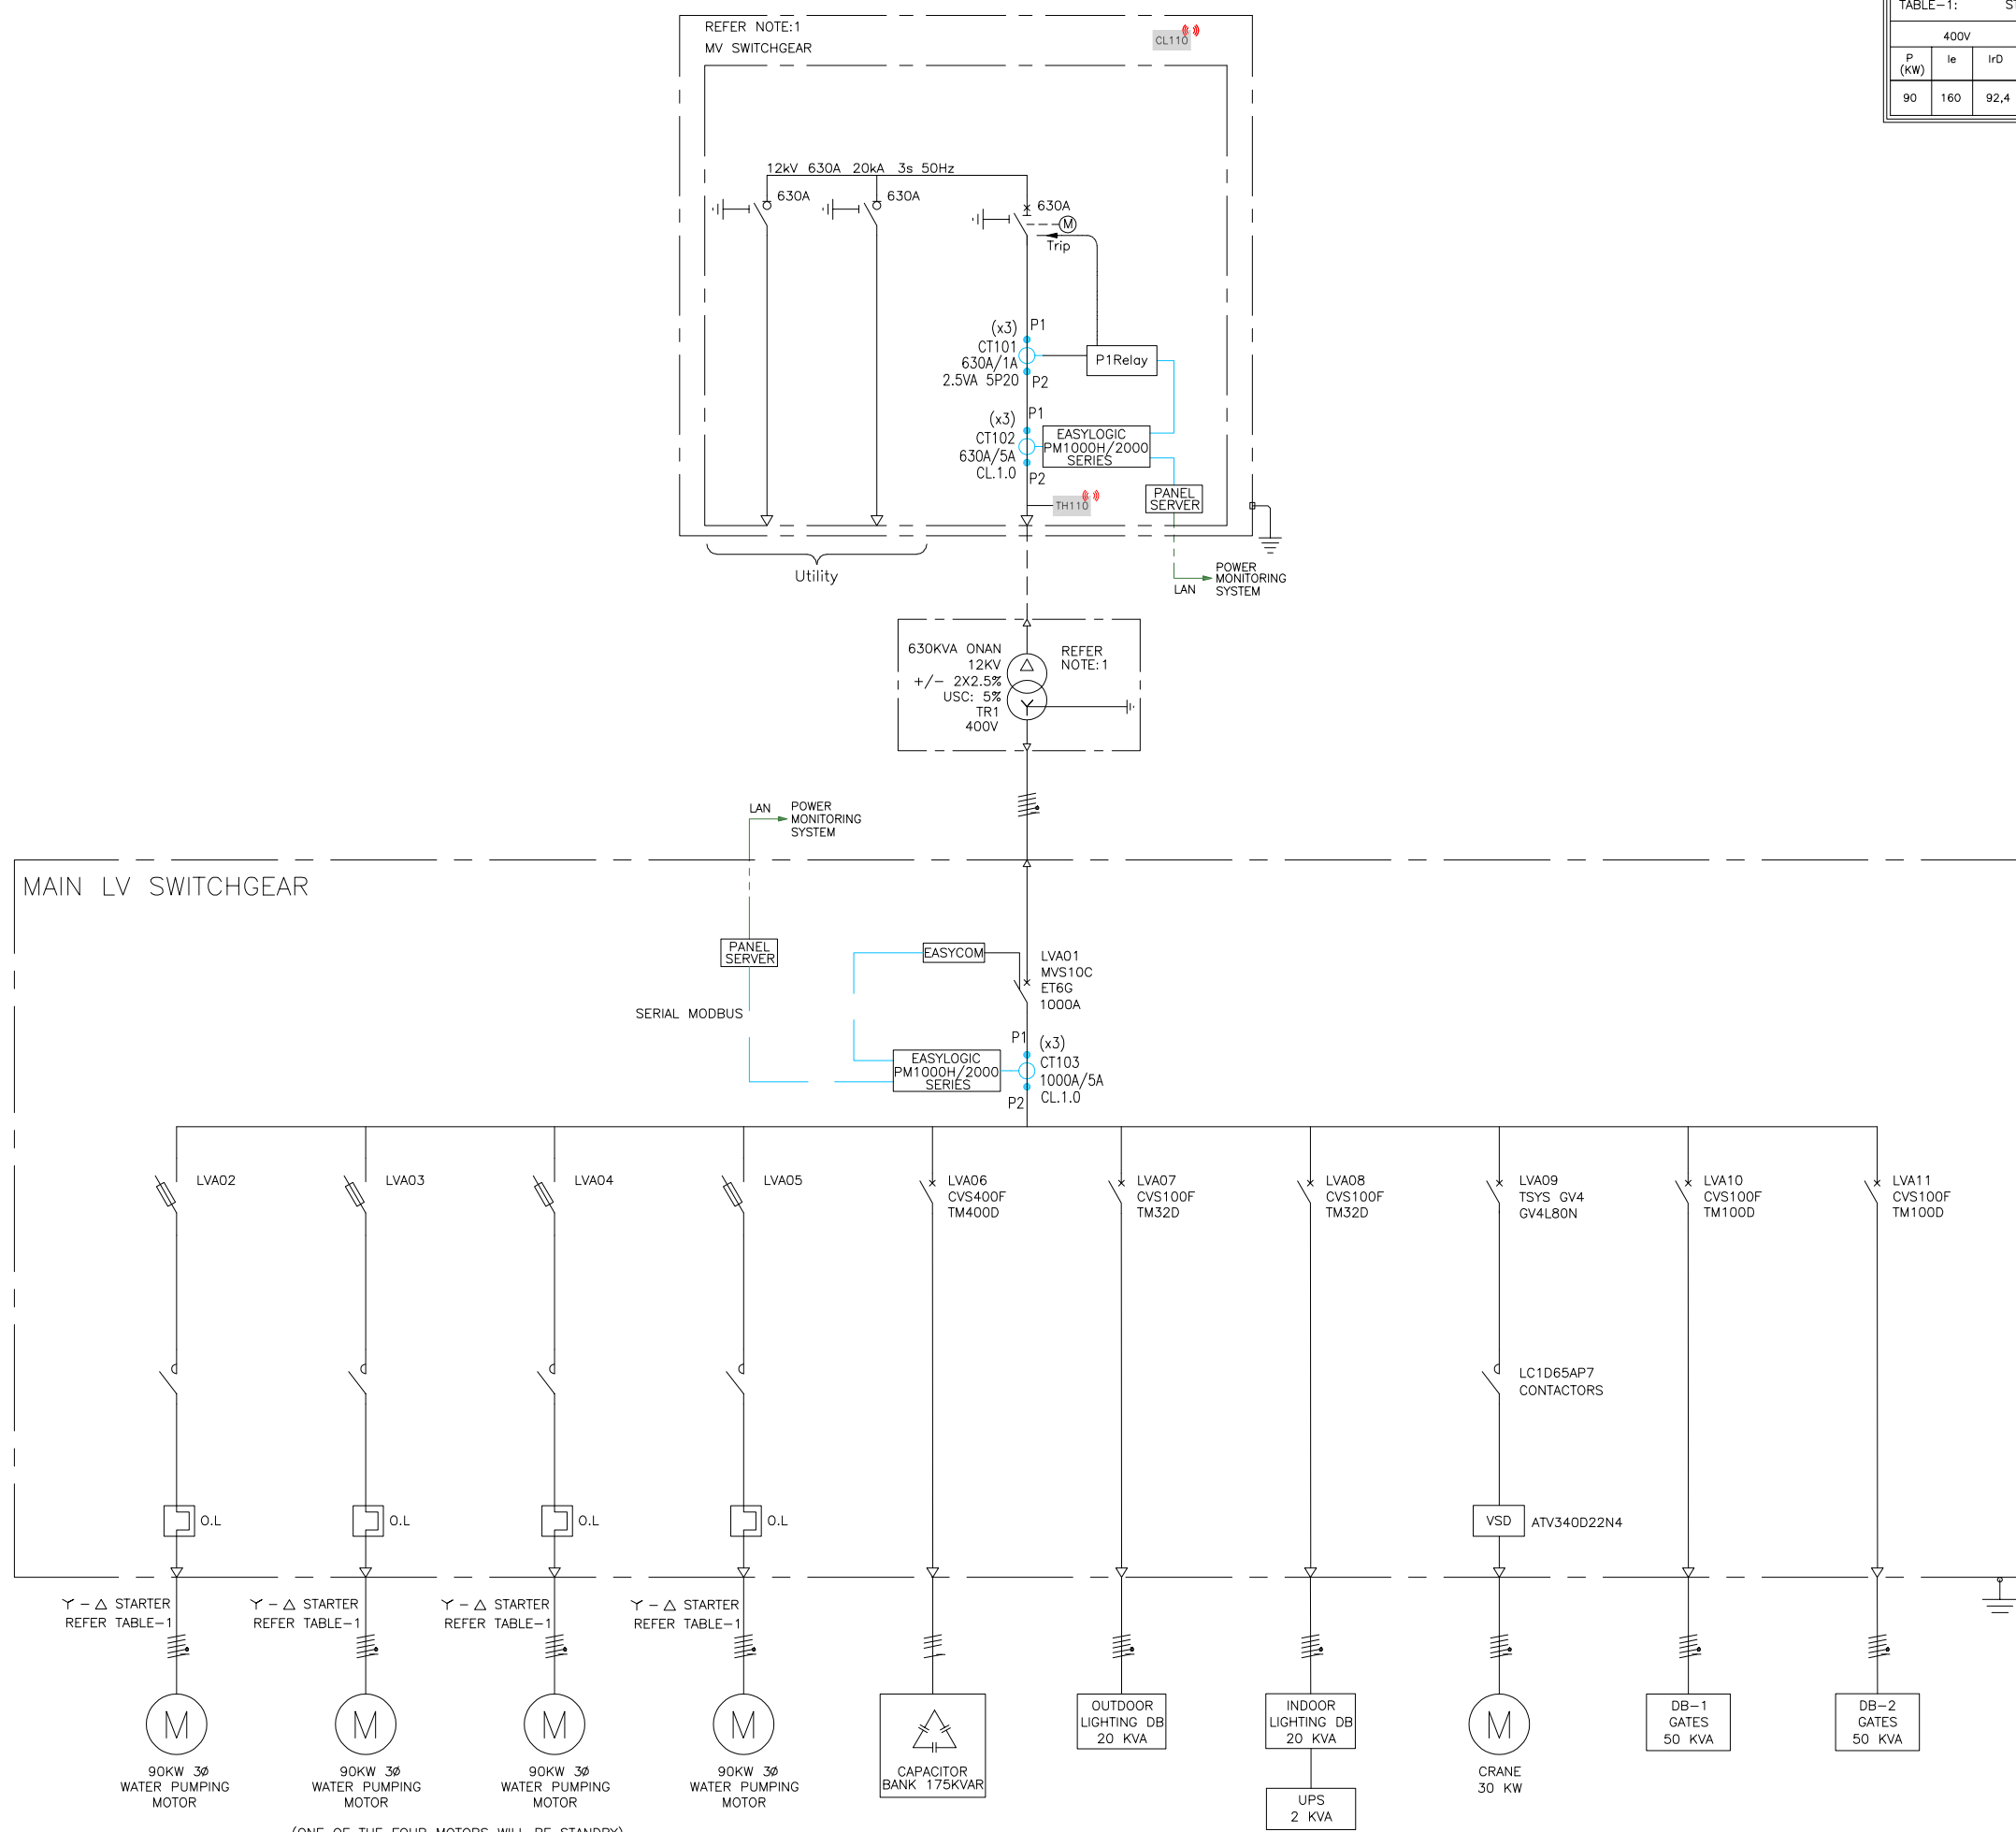 TABLE-1:
400V
P
(KW)
Ie
IrD
90
160
92,4
REFER NOTE:1
MV SWITCHGEAR
CL110
12kV 630A 20kA 3s 50Hz
630A
630A
630A
M
Trip
(x3)
P1
CT101
630A/1A
2.5VA 5P20
P2
P1Relay
(x3)
P1
CT102
630A/5A
CL.1.0
P2
EASYLOGIC
PM1000H/2000
SERIES
TH110
PANEL
SERVER
Utility
LAN
POWER
MONITORING
SYSTEM
630KVA ONAN
12KV
+/- 2X2.5%
USC: 5%
TR1
400V
REFER
NOTE:1
LAN
POWER
MONITORING
SYSTEM
MAIN LV SWITCHGEAR
PANEL
SERVER
EASYCOM
LVA01
MVS10C
ET6G
1000A
SERIAL MODBUS
EASYLOGIC
PM1000H/2000
SERIES
P1
(x3)
CT103
1000A/5A
CL.1.0
P2
LVA02
LVA03
LVA04
LVA05
LVA06
CVS400F
TM400D
LVA07
CVS100F
TM32D
LVA08
CVS100F
TM32D
LVA09
TSYS GV4
GV4L80N
LVA10
CVS100F
TM100D
LVA11
CVS100F
TM100D
LC1D65AP7
CONTACTORS
O.L
O.L
O.L
O.L
VSD
ATV340D22N4
Y - △ STARTER
REFER TABLE-1
Y - △ STARTER
REFER TABLE-1
Y - △ STARTER
REFER TABLE-1
Y - △ STARTER
REFER TABLE-1
M
90KW 3Ø
WATER PUMPING
MOTOR
M
90KW 3Ø
WATER PUMPING
MOTOR
M
90KW 3Ø
WATER PUMPING
MOTOR
M
90KW 3Ø
WATER PUMPING
MOTOR
CAPACITOR
BANK 175KVAR
OUTDOOR
LIGHTING DB
20 KVA
INDOOR
LIGHTING DB
20 KVA
UPS
2 KVA
M
CRANE
30 KW
DB-1
GATES
50 KVA
DB-2
GATES
50 KVA
(ONE OF THE FOUR MOTORS WILL BE STANDBY)